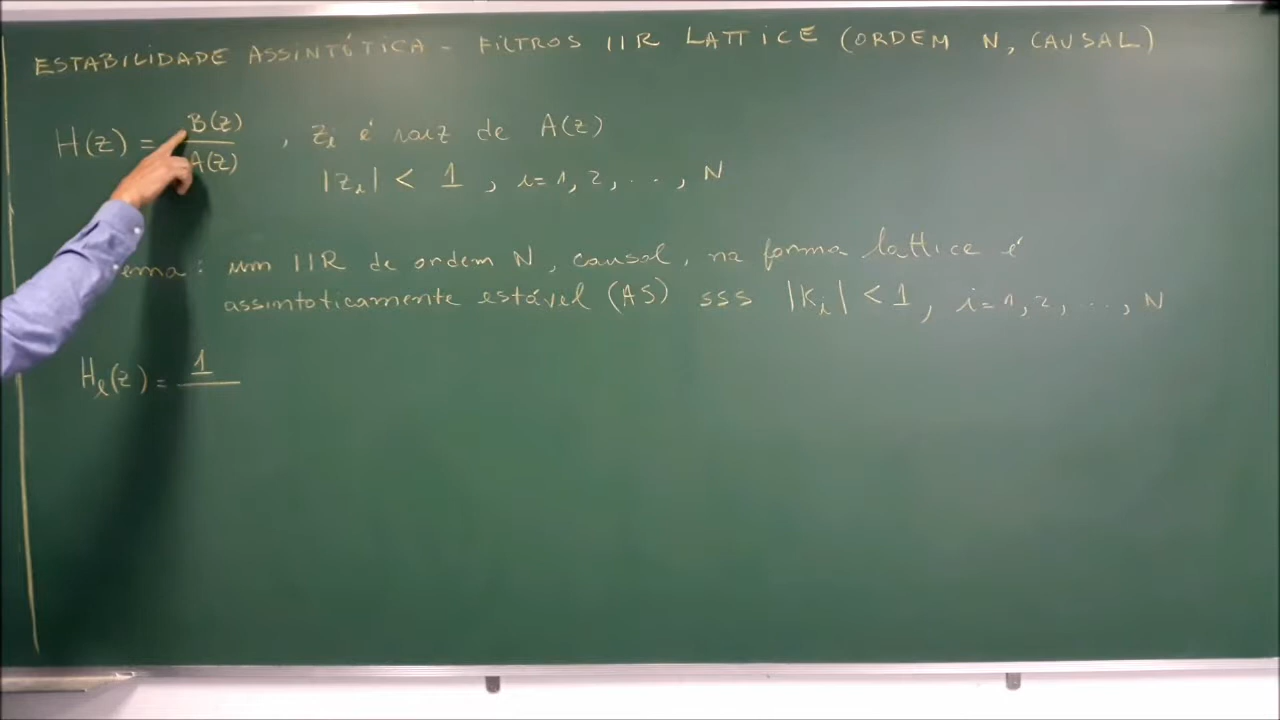 ESTABILIDADE ASSINTÓTICA - FILTROS IIR LATTICE (ORDEM N, CAUSAL)
H(z) = B(z)/A(z) , zi é raiz de A(z)
|zi| < 1 , i=1, 2, ..., N
ema: um IIR de ordem N, causal, na forma lattice é
assintoticamente estável (AS) sss |Ki| < 1, i=1, 2, ..., N
Hl(z) = 1